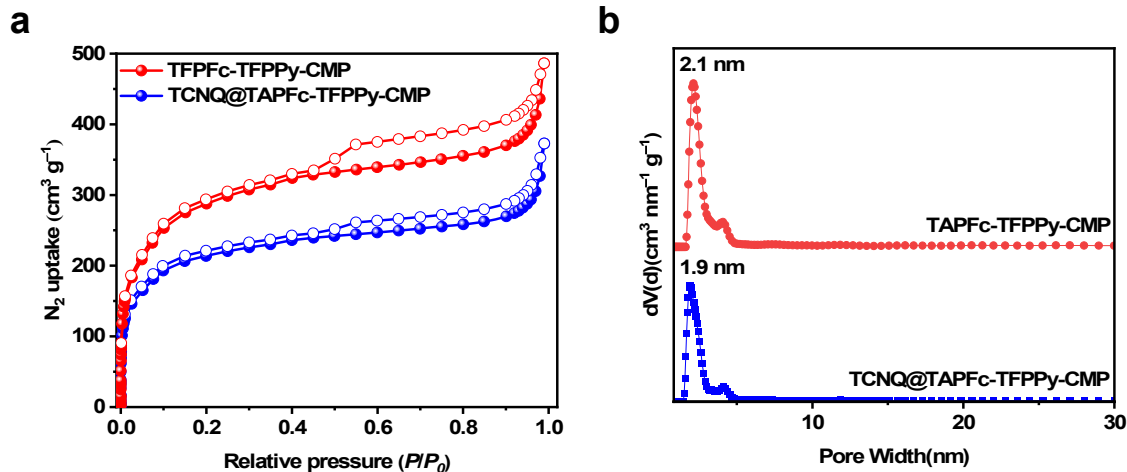 a
500
400
300
200
100
0
N₂ uptake (cm³ g⁻¹)
TFPFc-TFPPy-CMP
TCNQ@TAPFc-TFPPy-CMP
0.0 0.2 0.4 0.6 0.8 1.0
Relative pressure (P/P₀)
b
2.1 nm
TAPFc-TFPPy-CMP
1.9 nm
TCNQ@TAPFc-TFPPy-CMP
dV(d)(cm³ nm⁻¹ g⁻¹)
10 20 30
Pore Width(nm)